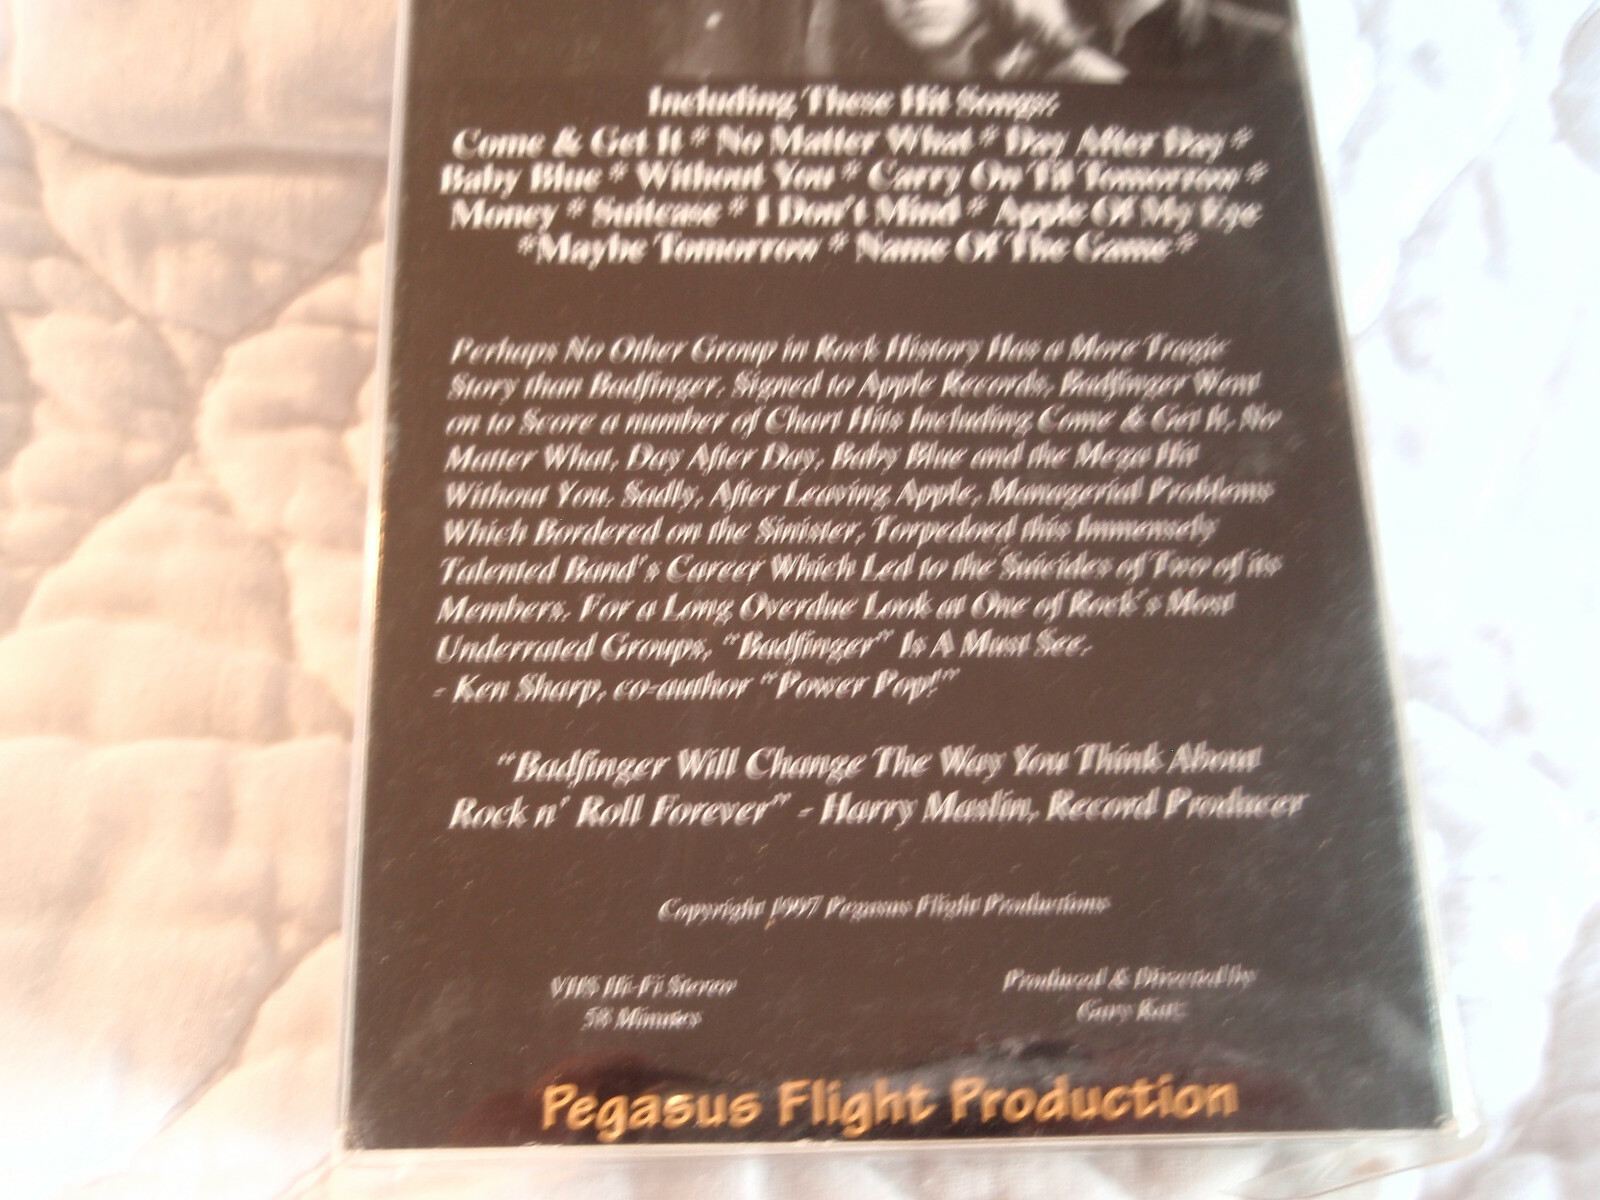 Including These Hit Songs:
Come & Get It * No Matter What * Day After Day *
Baby Blue * Without You * Carry On Til Tomorrow *
Money * Suitcase * I Don't Mind * Apple Of My Eye
*Maybe Tomorrow * Name Of The Game *
Perhaps No Other Group in Rock History Has a More Tragic
Story than Badfinger. Signed to Apple Records, Badfinger Went
on to Score a number of Chart Hits Including Come & Get It, No
Matter What, Day After Day, Baby Blue and the Mega Hit
Without You. Sadly, After Leaving Apple, Managerial Problems
Which Bordered on the Sinister, Torpedoed this Immensely
Talented Band's Career Which Led to the Suicides of Two of its
Members. For a Long Overdue Look at One of Rock's Most
Underrated Groups, "Badfinger" Is A Must See.
- Ken Sharp, co-author "Power Pop!"
"Badfinger Will Change The Way You Think About
Rock n' Roll Forever" - Harry Maslin, Record Producer
Copyright 1997 Pegasus Flight Productions
VHS Hi-Fi Stereo
58 Minutes
Produced & Directed by
Gary Katz
Pegasus Flight Production